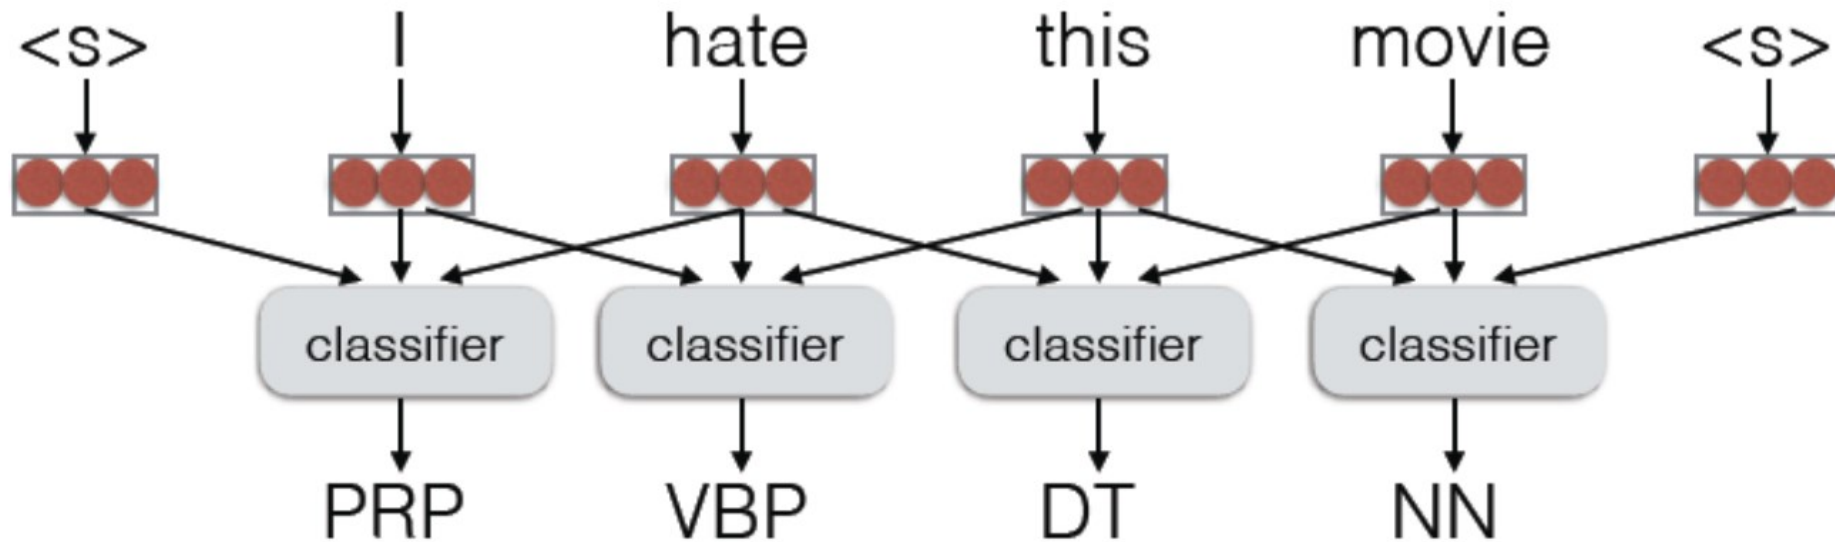 <s> I hate this movie <s>
classifier classifier classifier classifier
PRP VBP DT NN